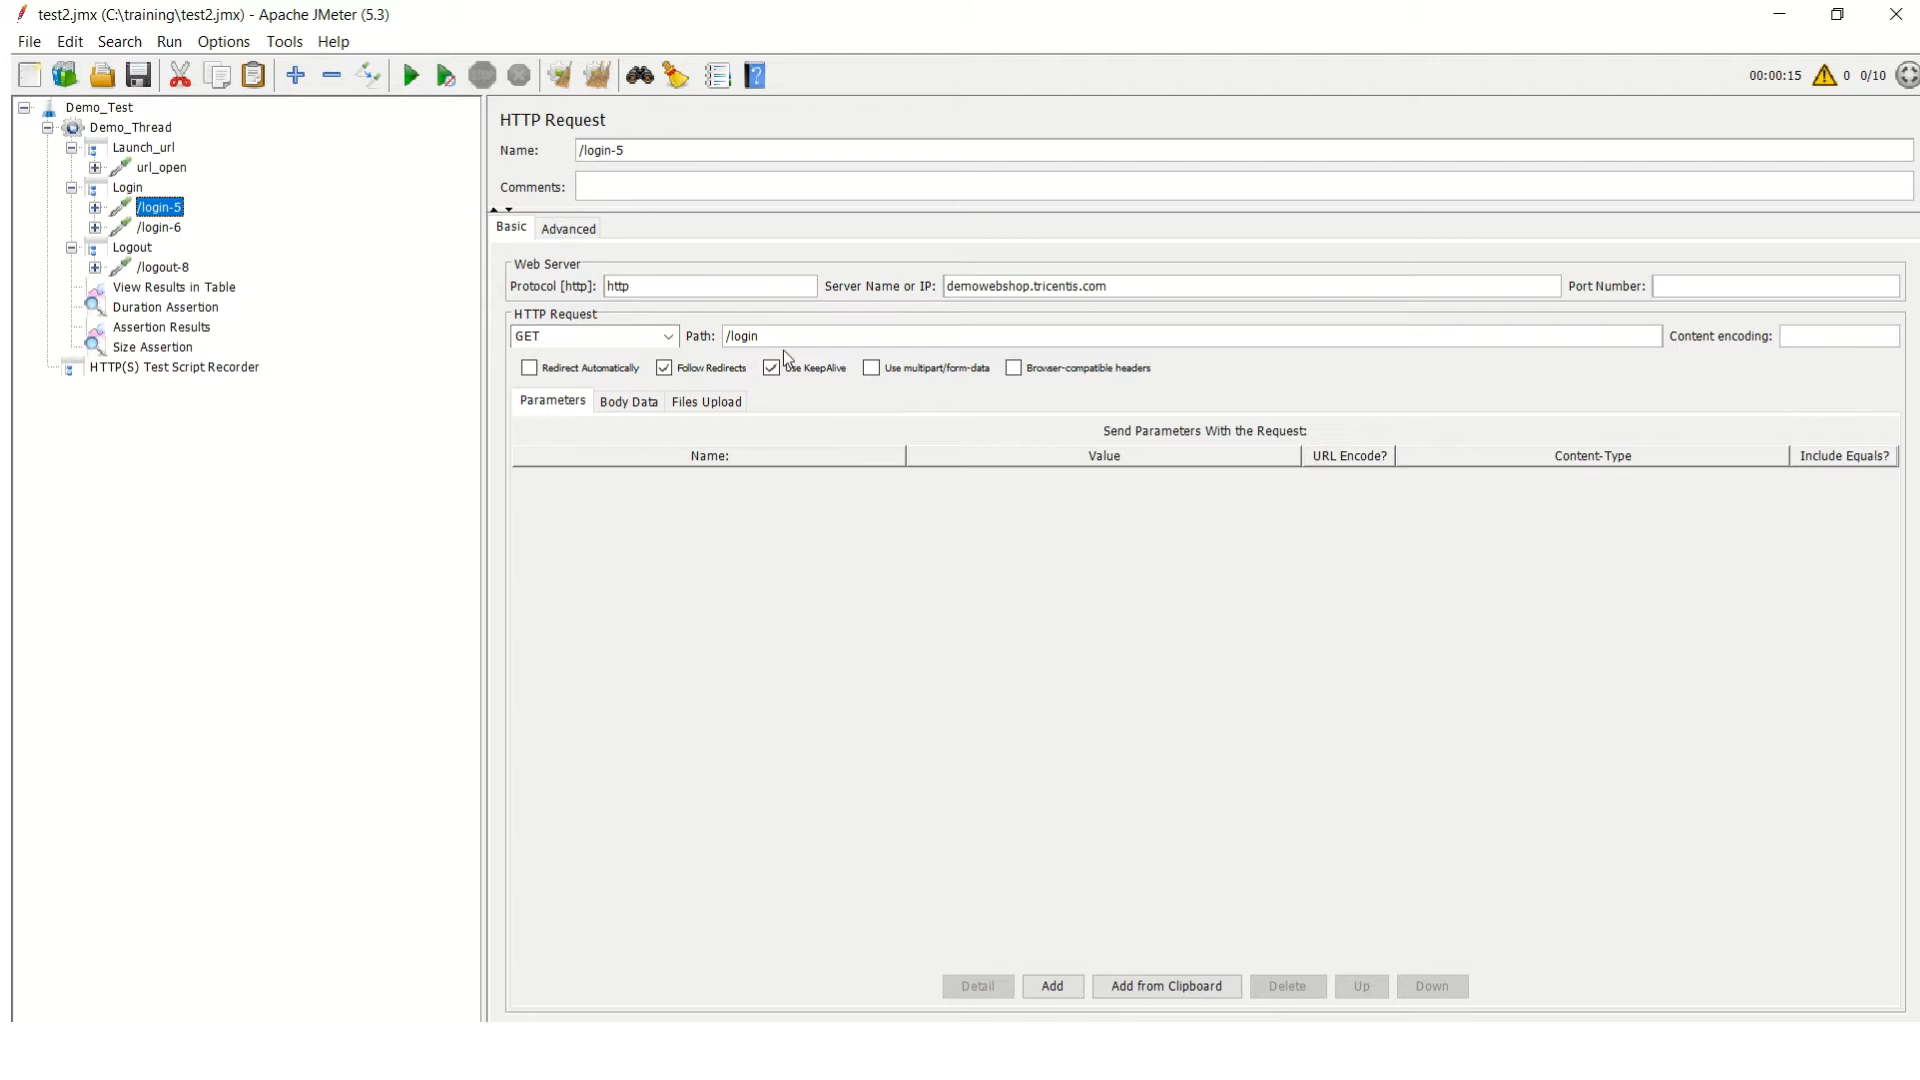 test2.jmx (C:\training\test2.jmx) - Apache JMeter (5.3)
File Edit Search Run Options Tools Help
STOP
?
00:00:15 0 0/10
Demo_Test
Demo_Thread
Launch_url
url_open
Login
/login-5
/login-6
Logout
/logout-8
View Results in Table
Duration Assertion
Assertion Results
Size Assertion
HTTP(S) Test Script Recorder
HTTP Request
Name: /login-5
Comments:
Basic Advanced
Web Server
Protocol [http]: http Server Name or IP: demowebshop.tricentis.com Port Number:
HTTP Request
GET Path: /login Content encoding:
Redirect Automatically Follow Redirects Use KeepAlive Use multipart/form-data Browser-compatible headers
Parameters Body Data Files Upload
Send Parameters With the Request:
Name: Value URL Encode? Content-Type Include Equals?
Detail Add Add from Clipboard Delete Up Down